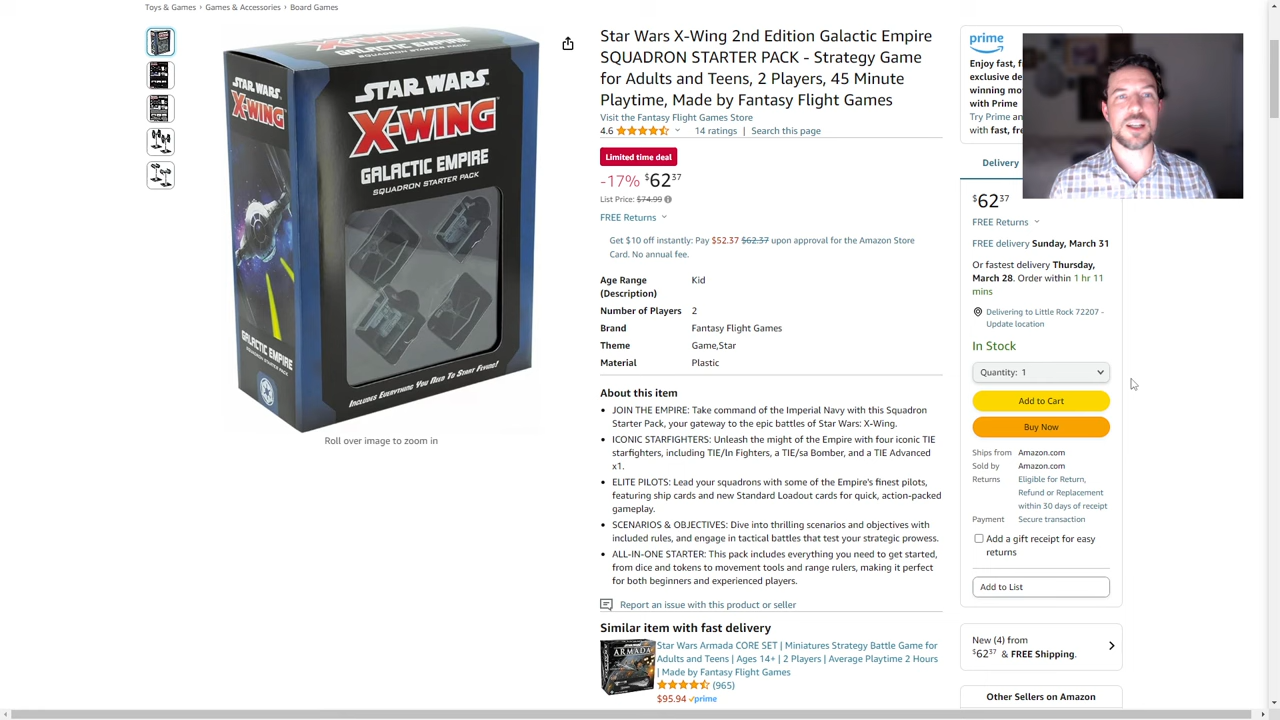 Toys & Games › Games & Accessories › Board Games
STAR WARS
X-WING
GALACTIC EMPIRE
SQUADRON STARTER PACK
INCLUDES EVERYTHING YOU NEED TO START FLYING!
STAR WARS
X-WING
GALACTIC EMPIRE
GALACTIC EMPIRE
Roll over image to zoom in
Star Wars X-Wing 2nd Edition Galactic Empire
SQUADRON STARTER PACK - Strategy Game
for Adults and Teens, 2 Players, 45 Minute
Playtime, Made by Fantasy Flight Games
Visit the Fantasy Flight Games Store
4.6 14 ratings | Search this page
Limited time deal
-17% $62 37
List Price: $74.99
FREE Returns
Get $10 off instantly: Pay $52.37 $62.37 upon approval for the Amazon Store
Card. No annual fee.
Age Range Kid
(Description)
Number of Players 2
Brand Fantasy Flight Games
Theme Game,Star
Material Plastic
About this item
• JOIN THE EMPIRE: Take command of the Imperial Navy with this Squadron
Starter Pack, your gateway to the epic battles of Star Wars: X-Wing.
• ICONIC STARFIGHTERS: Unleash the might of the Empire with four iconic TIE
starfighters, including TIE/ln Fighters, a TIE/sa Bomber, and a TIE Advanced
x1.
• ELITE PILOTS: Lead your squadrons with some of the Empire's finest pilots,
featuring ship cards and new Standard Loadout cards for quick, action-packed
gameplay.
• SCENARIOS & OBJECTIVES: Dive into thrilling scenarios and objectives with
included rules, and engage in tactical battles that test your strategic prowess.
• ALL-IN-ONE STARTER: This pack includes everything you need to get started,
from dice and tokens to movement tools and range rulers, making it perfect
for both beginners and experienced players.
Report an issue with this product or seller
Similar item with fast delivery
STAR WARS
ARMADA
Star Wars Armada CORE SET | Miniatures Strategy Battle Game for
Adults and Teens | Ages 14+ | 2 Players | Average Playtime 2 Hours
| Made by Fantasy Flight Games
(965)
$95.94 prime
prime
Enjoy fast, f
exclusive de
winning mo
with Prime
Try Prime an
with fast, fre
Delivery
$62 37
FREE Returns
FREE delivery Sunday, March 31
Or fastest delivery Thursday,
March 28. Order within 1 hr 11
mins
Delivering to Little Rock 72207 -
Update location
In Stock
Quantity: 1
Add to Cart
Buy Now
Ships from Amazon.com
Sold by Amazon.com
Returns Eligible for Return,
Refund or Replacement
within 30 days of receipt
Payment Secure transaction
Add a gift receipt for easy
returns
Add to List
New (4) from
$62 37 & FREE Shipping.
Other Sellers on Amazon